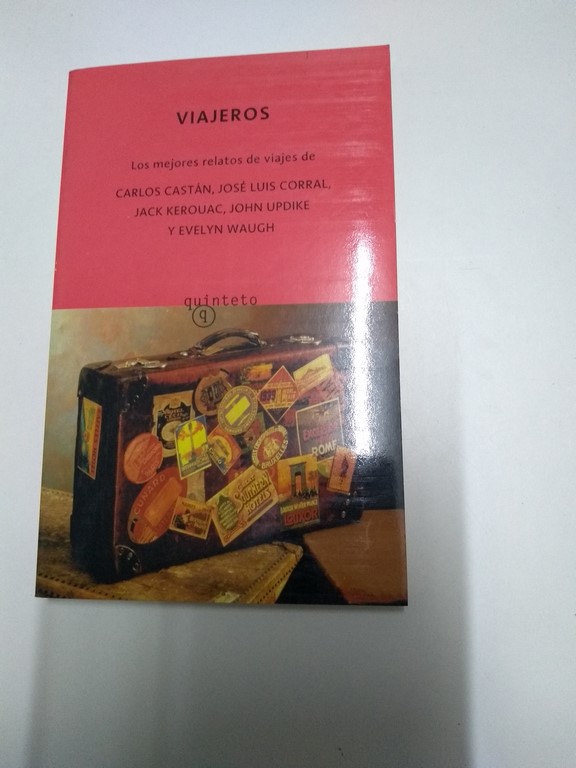 VIAJEROS
Los mejores relatos de viajes de
CARLOS CASTÁN, JOSÉ LUIS CORRAL,
JACK KEROUAC, JOHN UPDIKE
Y EVELYN WAUGH
quinteto
q
ROME
LUXOR